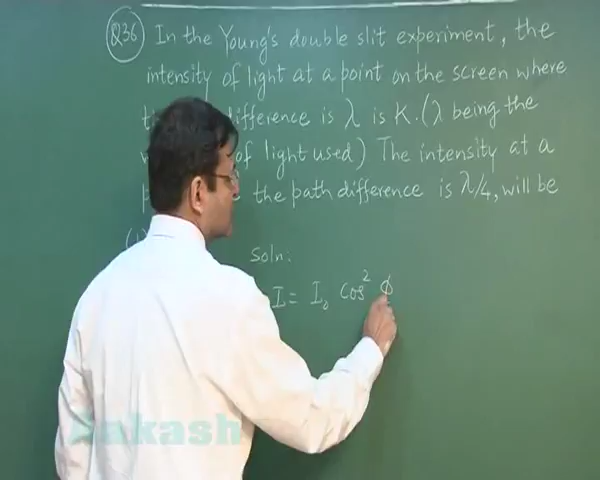 Q36 In the Young's double slit experiment, the
intensity of light at a point on the screen where
difference is λ is K. (λ being the
of light used) The intensity at a
the path difference is λ/4, will be
(1)
Soln:
I = I₀ cos² φ
Aakash